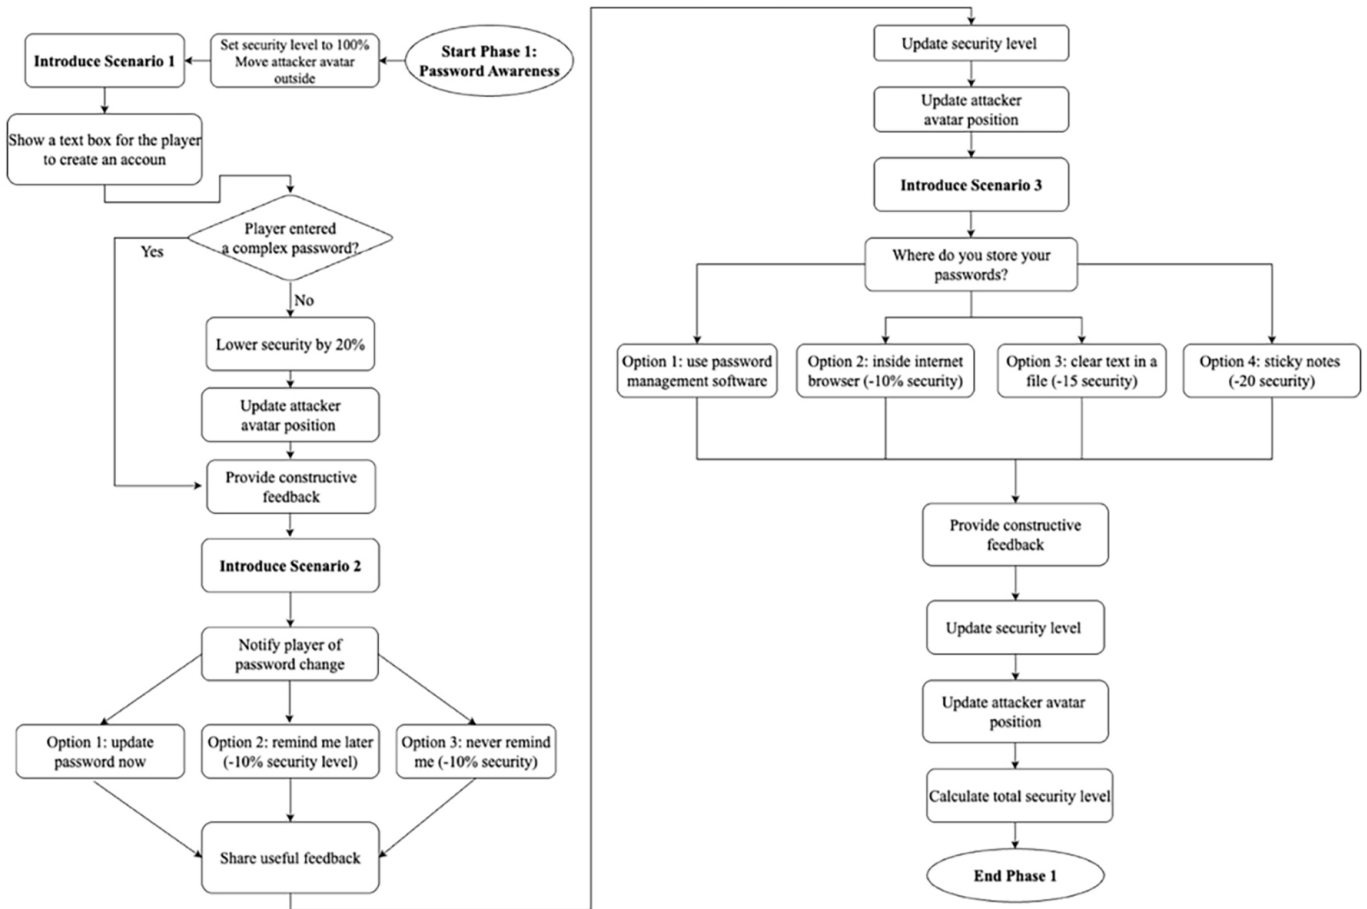 Start Phase 1:
Password Awareness
Set security level to 100%
Move attacker avatar
outside
Introduce Scenario 1
Show a text box for the player
to create an accoun
Player entered
a complex password?
Yes
No
Lower security by 20%
Update attacker
avatar position
Provide constructive
feedback
Introduce Scenario 2
Notify player of
password change
Option 1: update
password now
Option 2: remind me later
(-10% security level)
Option 3: never remind
me (-10% security)
Share useful feedback
Update security level
Update attacker
avatar position
Introduce Scenario 3
Where do you store your
passwords?
Option 1: use password
management software
Option 2: inside internet
browser (-10% security)
Option 3: clear text in a
file (-15 security)
Option 4: sticky notes
(-20 security)
Provide constructive
feedback
Update security level
Update attacker avatar
position
Calculate total security level
End Phase 1